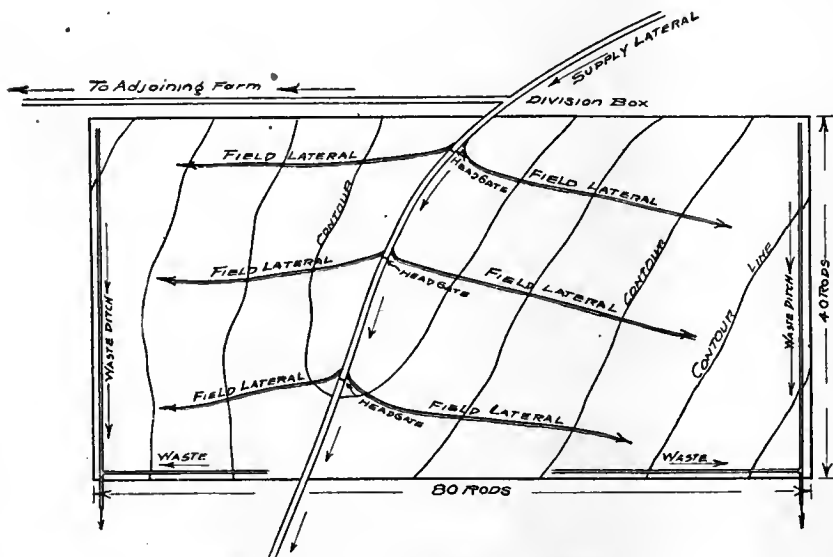 SUPPLY LATERAL
To Adjoining Farm
DIVISION BOX
FIELD LATERAL
HEADGATE
FIELD LATERAL
CONTOUR
FIELD LATERAL
HEADGATE
FIELD LATERAL
CONTOUR
CONTOUR LINE
WASTE DITCH
WASTE DITCH
40 RODS
FIELD LATERAL
HEADGATE
FIELD LATERAL
WASTE
WASTE
80 RODS